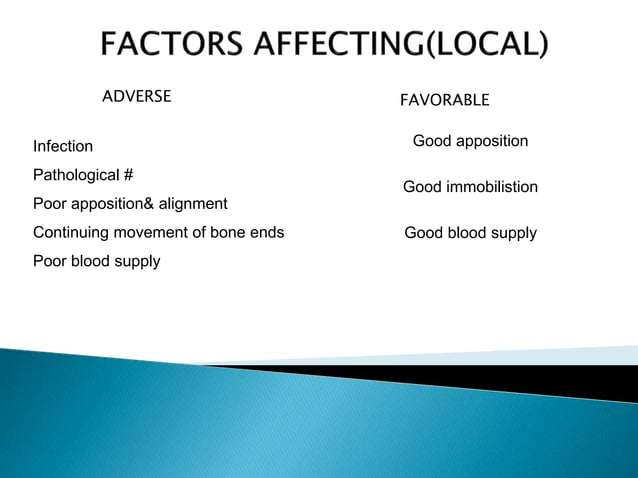 FACTORS AFFECTING(LOCAL)
ADVERSE
Infection
Pathological #
Poor apposition& alignment
Continuing movement of bone ends
Poor blood supply
FAVORABLE
Good apposition
Good immobilistion
Good blood supply